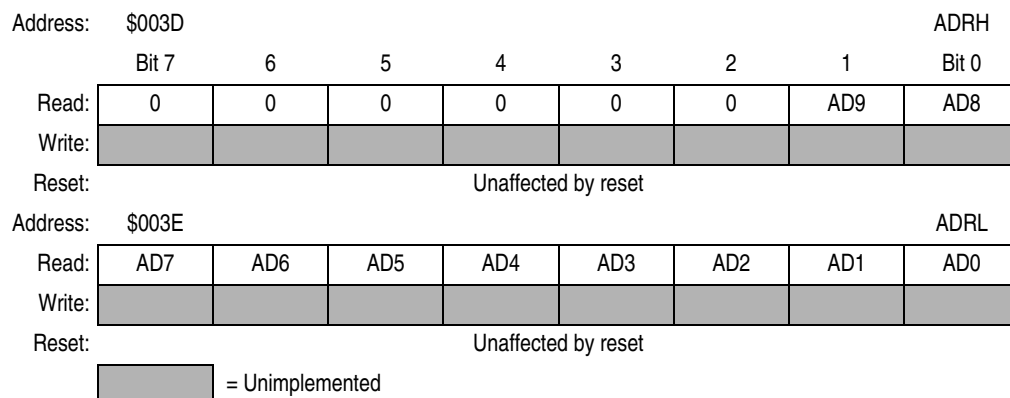 Address: $003D ADRH
Bit 7 6 5 4 3 2 1 Bit 0
Read: 0 0 0 0 0 0 AD9 AD8
Write:
Reset: Unaffected by reset
Address: $003E ADRL
Read: AD7 AD6 AD5 AD4 AD3 AD2 AD1 AD0
Write:
Reset: Unaffected by reset
= Unimplemented